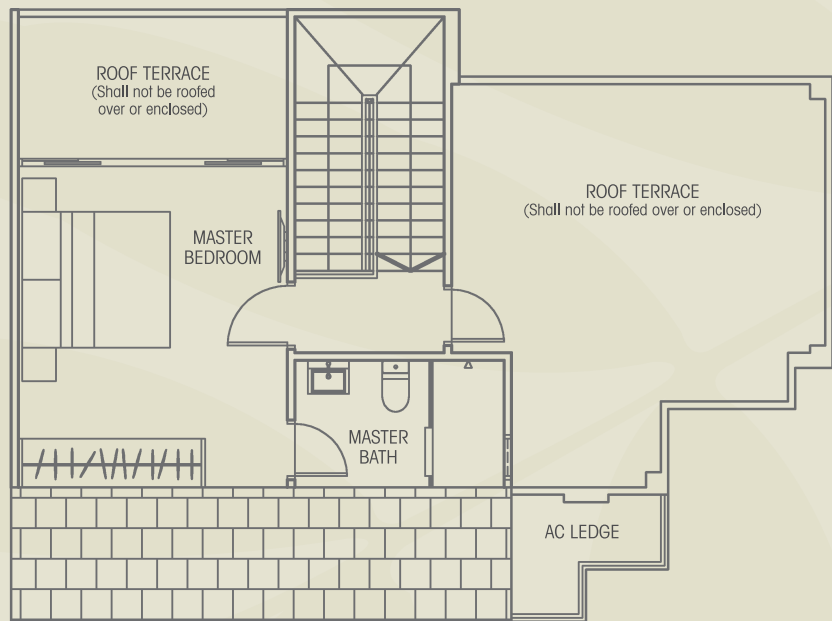 ROOF TERRACE
(Shall not be roofed
over or enclosed)
ROOF TERRACE
(Shall not be roofed over or enclosed)
MASTER
BEDROOM
MASTER
BATH
AC LEDGE